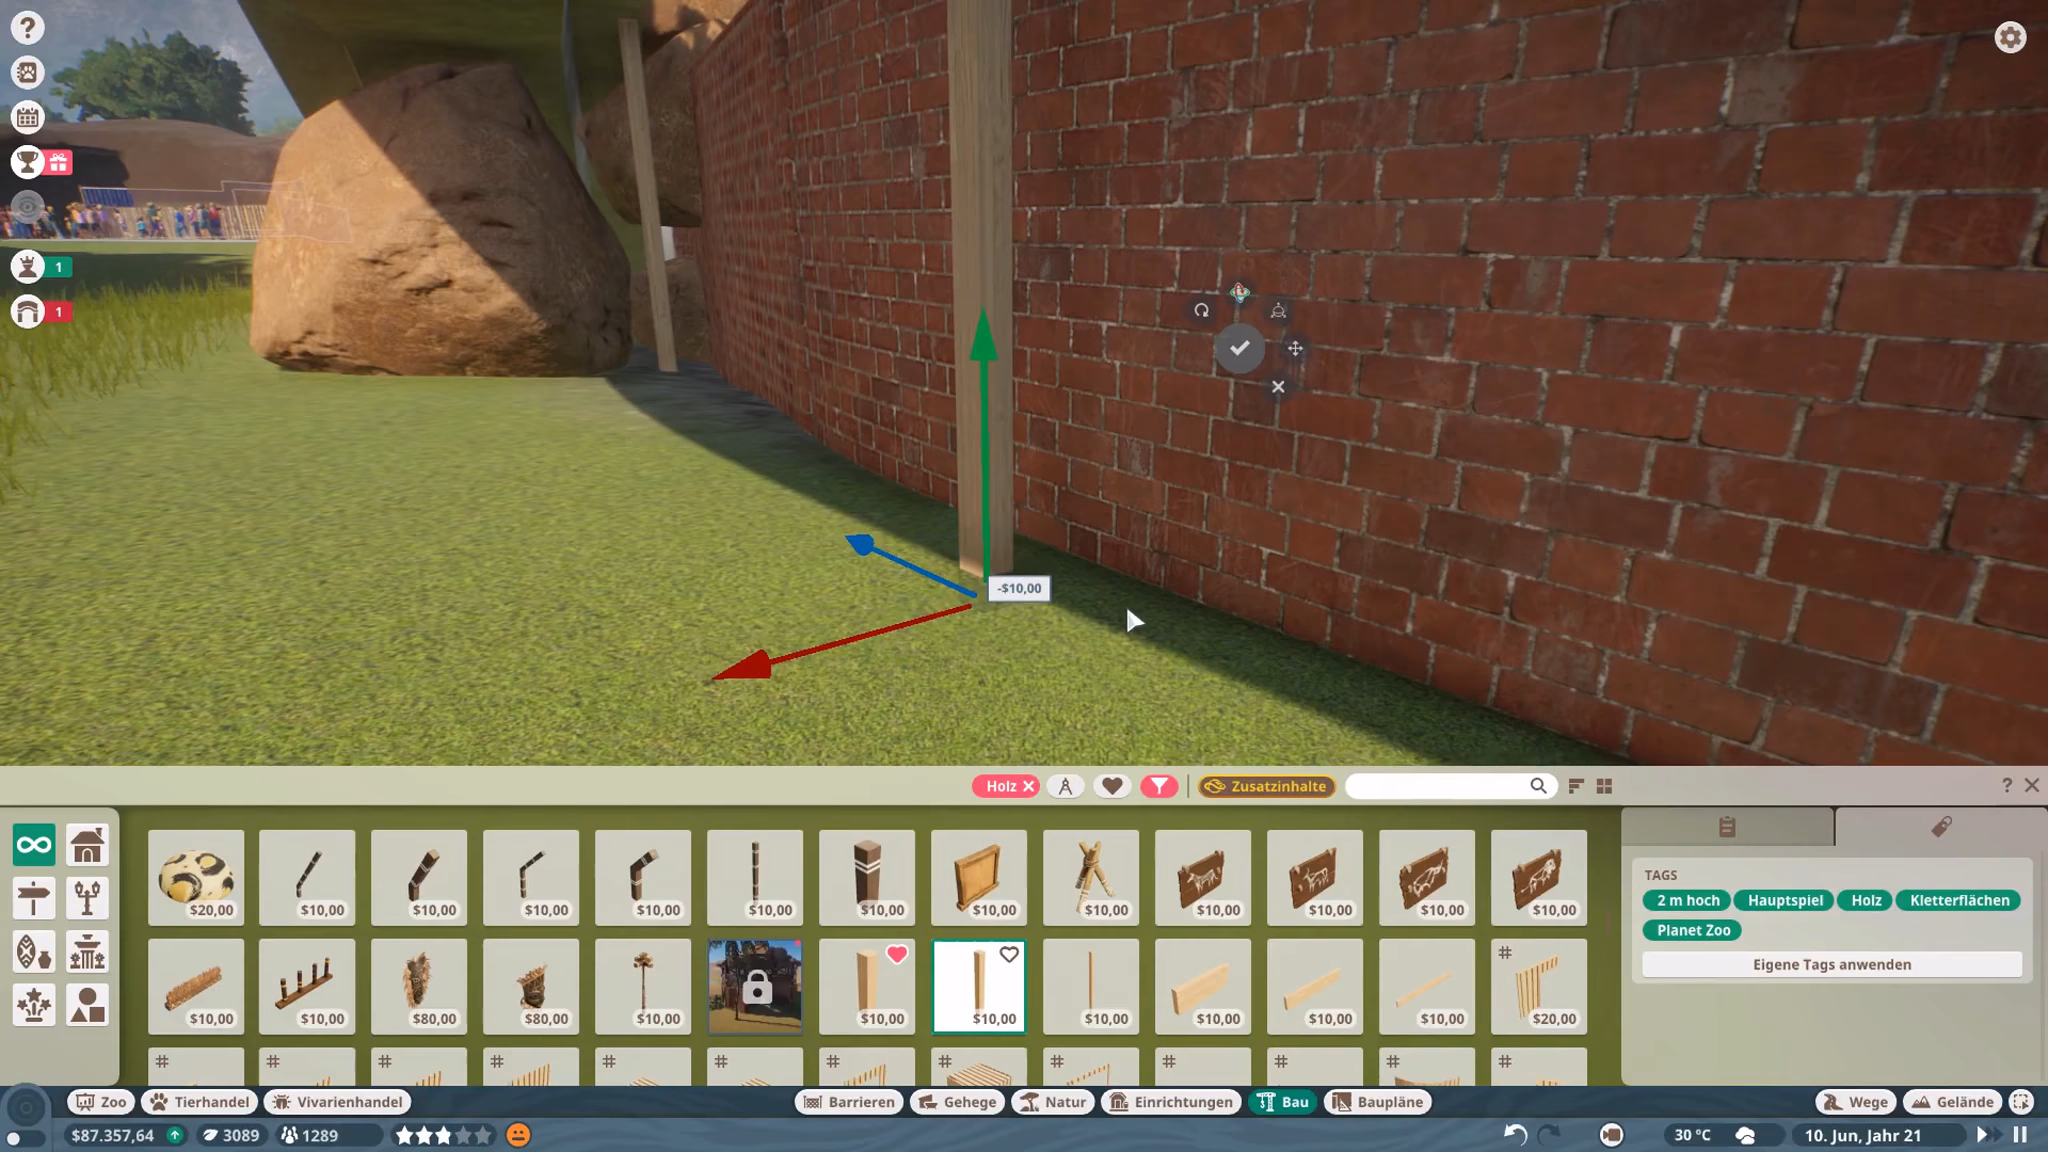 ?
1
1
-$10,00
Holz
Zusatzinhalte
?
$20,00
$10,00
$10,00
$10,00
$10,00
$10,00
$10,00
$10,00
$10,00
$10,00
$10,00
$10,00
$10,00
$10,00
$10,00
$80,00
$80,00
$10,00
$10,00
$10,00
$10,00
$10,00
$10,00
$10,00
# $20,00
# # # # # # # # # # # # #
TAGS
2 m hoch
Hauptspiel
Holz
Kletterflächen
Planet Zoo
Eigene Tags anwenden
Zoo
Tierhandel
Vivarienhandel
Barrieren
Gehege
Natur
Einrichtungen
Bau
Baupläne
Wege
Gelände
$87.357,64
3089
1289
30 °C
10. Jun, Jahr 21